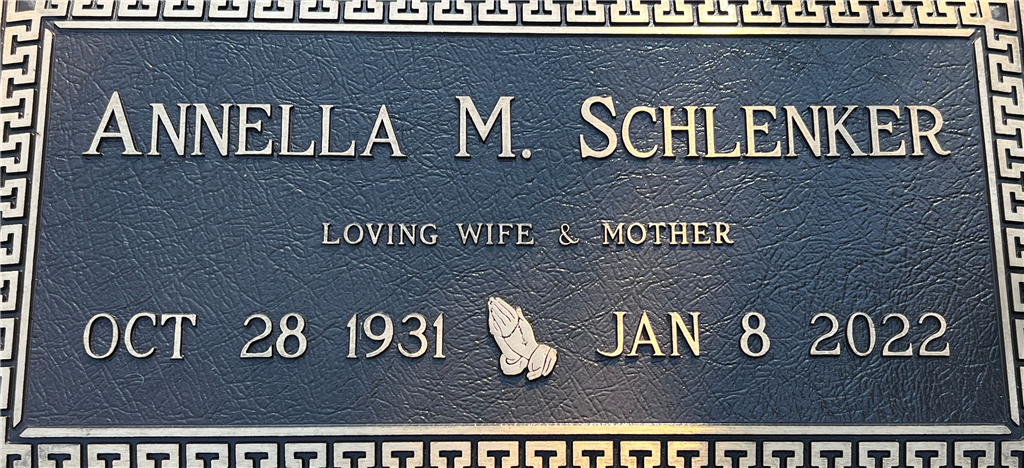 ANNELLA M. SCHLENKER
LOVING WIFE & MOTHER
OCT 28 1931 JAN 8 2022